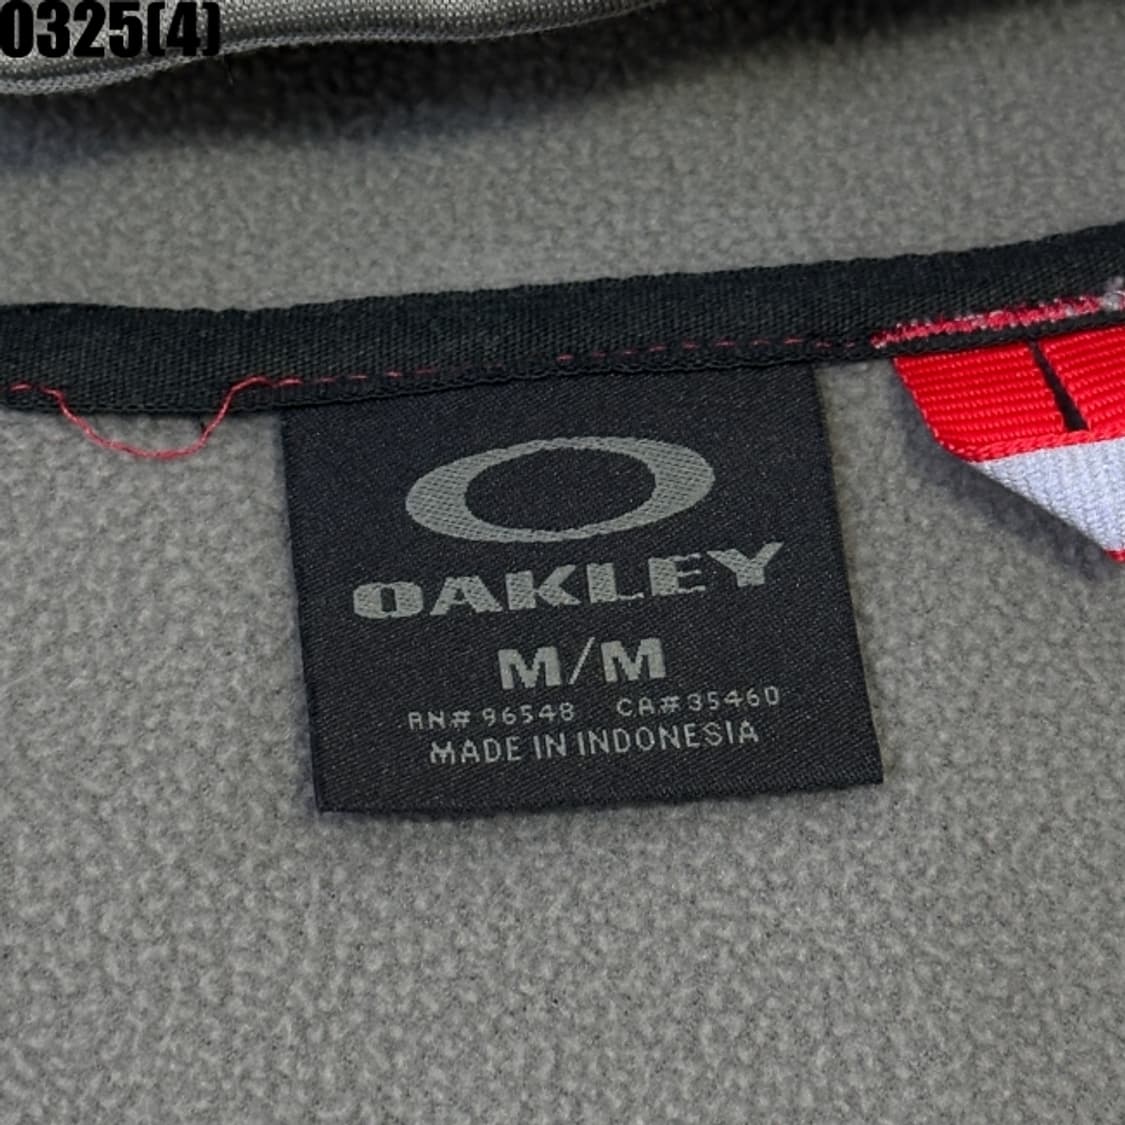 0325(4)
OAKLEY
M/M
RN# 96548 CA# 35460
MADE IN INDONESIA